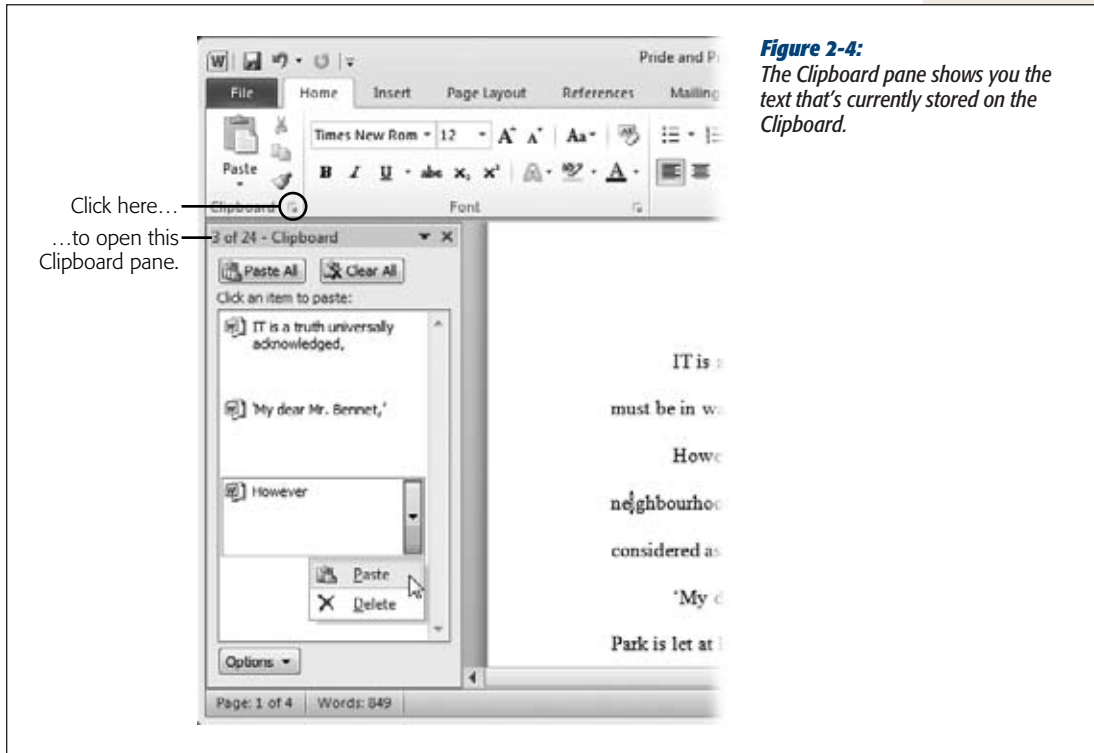 Pride and P
File Home Insert Page Layout References Mailing
Times New Rom 12 A A Aa
Paste B I U abc x₂ x²
Clipboard Font
Click here…
…to open this
Clipboard pane.
3 of 24 - Clipboard
Paste All Clear All
Click an item to paste:
IT is a truth universally
acknowledged,
'My dear Mr. Bennet,'
However
Paste
Delete
Options
Page: 1 of 4 Words: 849
IT is
must be in w
Howe
neighbourhoo
considered as
'My d
Park is let at
Figure 2-4:
The Clipboard pane shows you the
text that's currently stored on the
Clipboard.